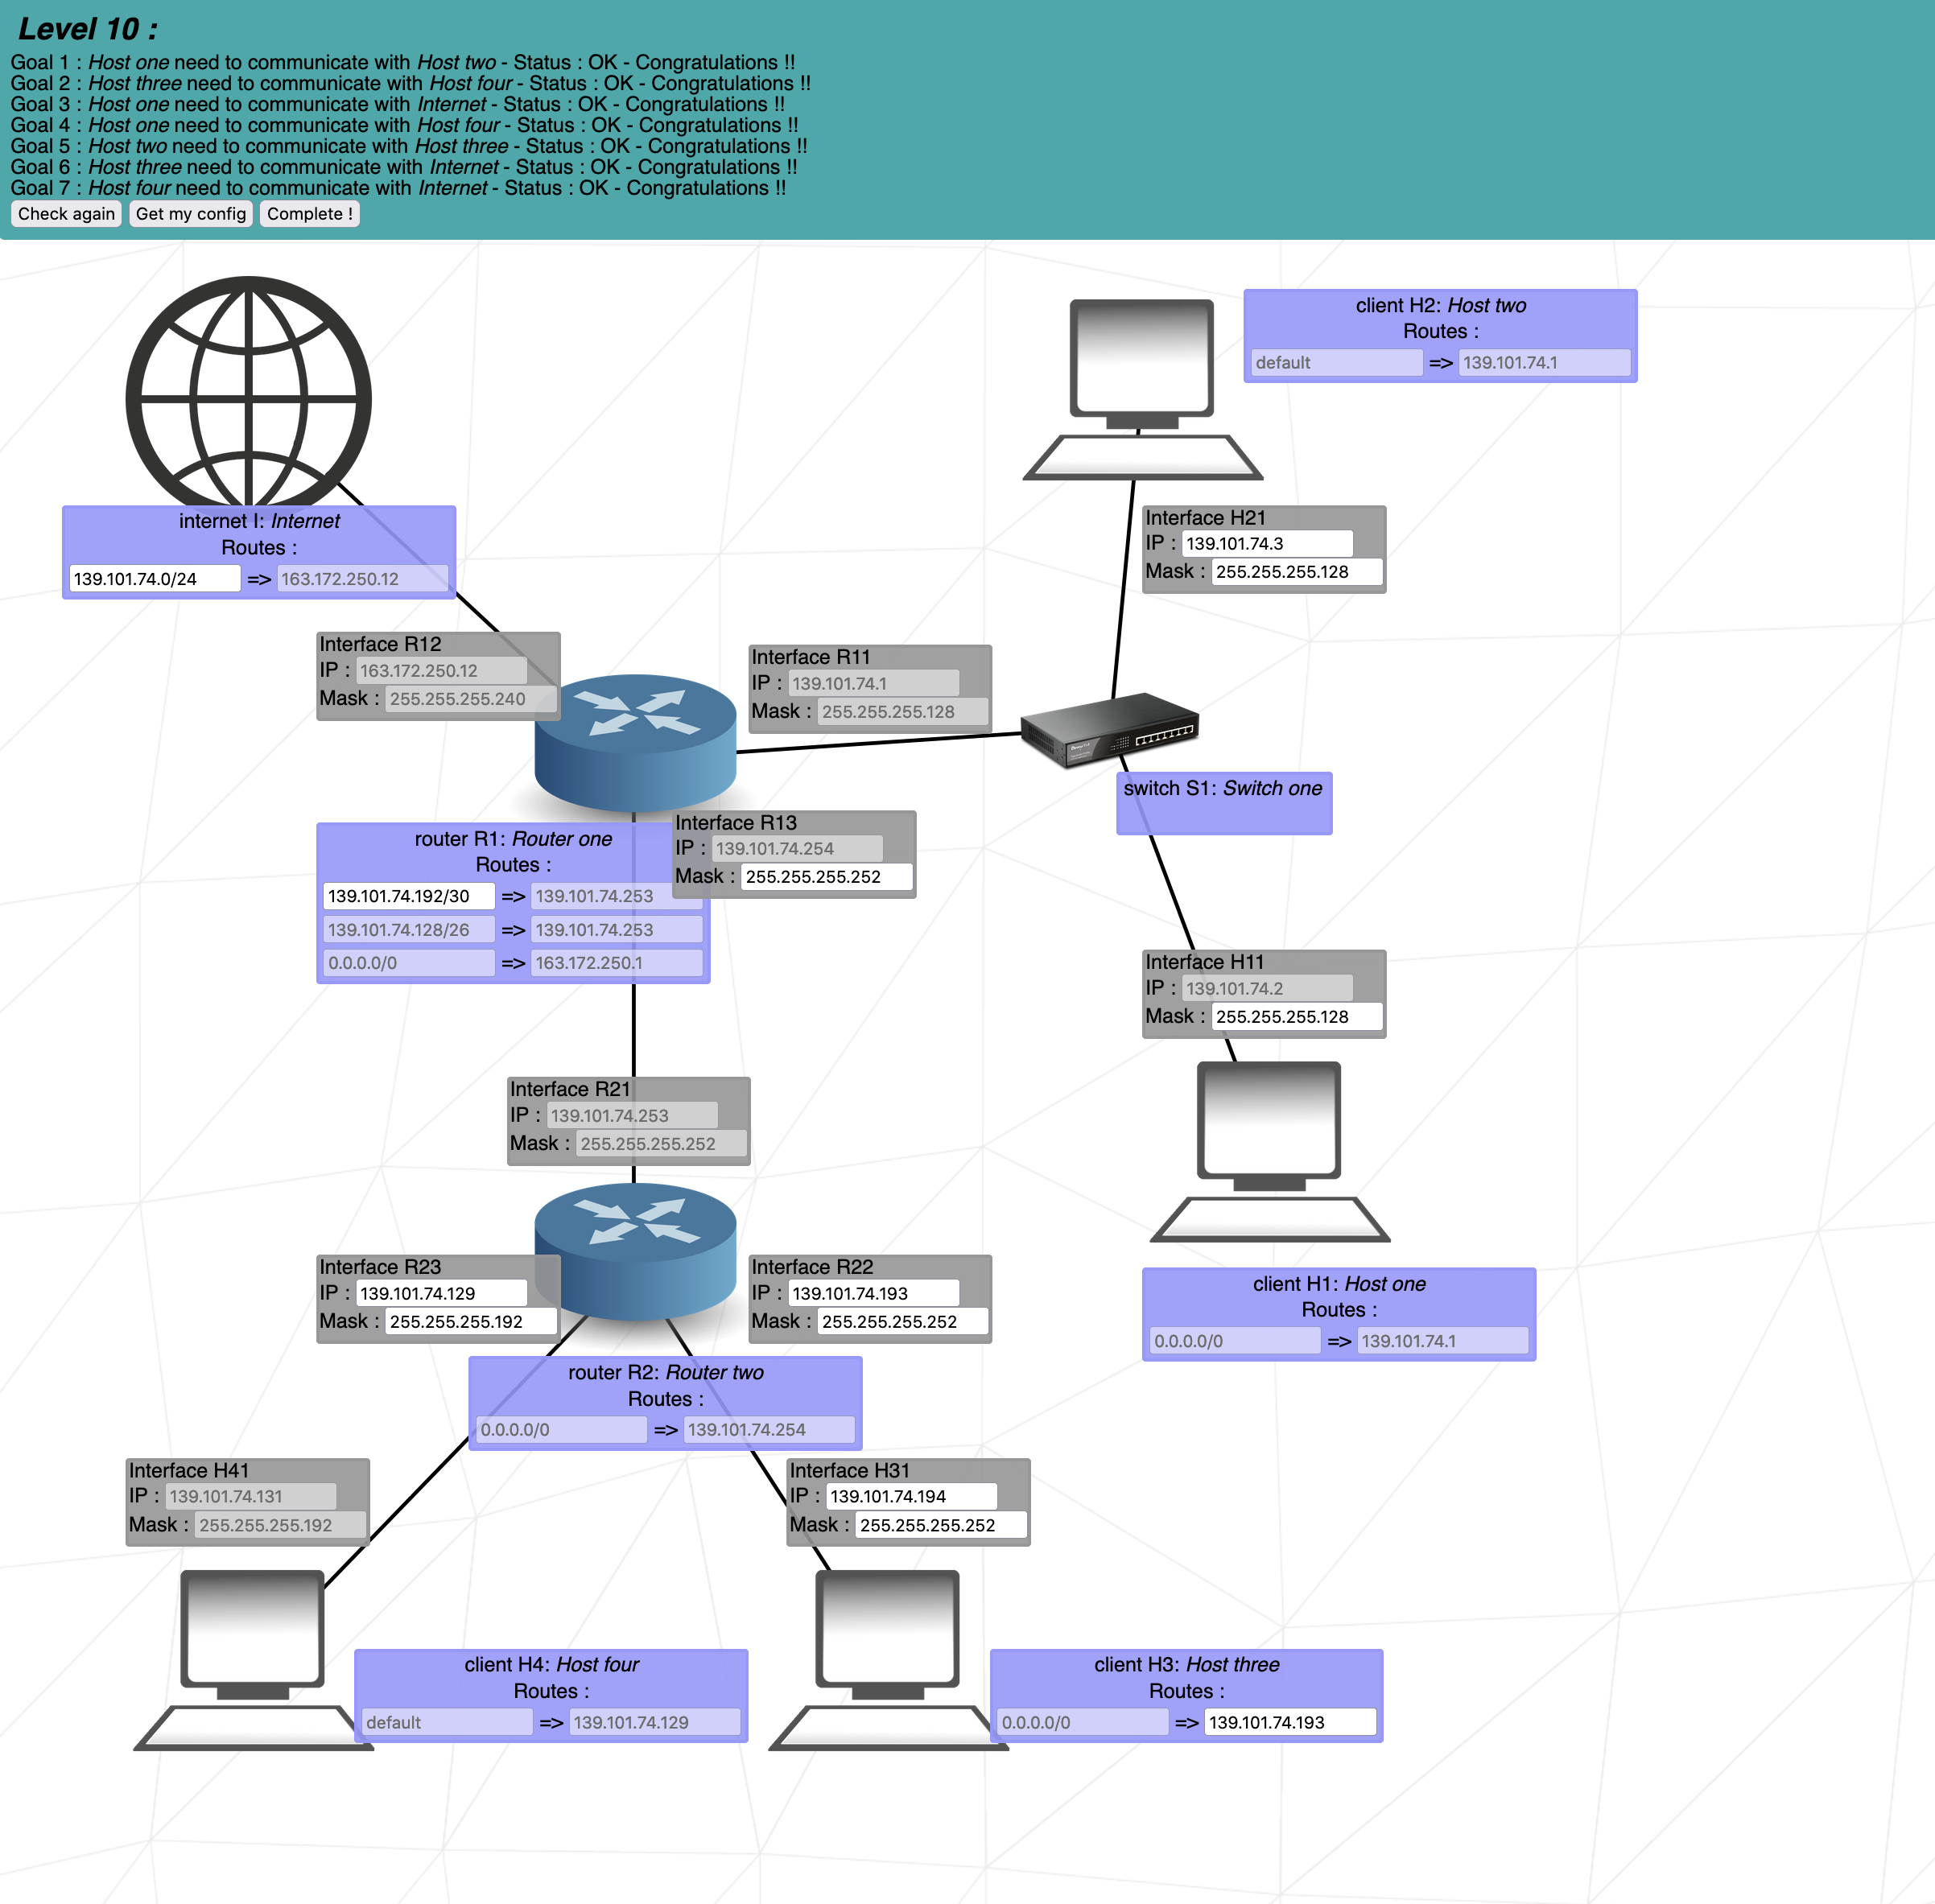 Level 10 :
Goal 1 : Host one need to communicate with Host two - Status : OK - Congratulations !!
Goal 2 : Host three need to communicate with Host four - Status : OK - Congratulations !!
Goal 3 : Host one need to communicate with Internet - Status : OK - Congratulations !!
Goal 4 : Host one need to communicate with Host four - Status : OK - Congratulations !!
Goal 5 : Host two need to communicate with Host three - Status : OK - Congratulations !!
Goal 6 : Host three need to communicate with Internet - Status : OK - Congratulations !!
Goal 7 : Host four need to communicate with Internet - Status : OK - Congratulations !!
Check again Get my config Complete !
client H2: Host two
Routes :
default => 139.101.74.1
internet I: Internet
Routes :
139.101.74.0/24 => 163.172.250.12
Interface H21
IP : 139.101.74.3
Mask : 255.255.255.128
Interface R12
IP : 163.172.250.12
Mask : 255.255.255.240
Interface R11
IP : 139.101.74.1
Mask : 255.255.255.128
switch S1: Switch one
Interface R13
IP : 139.101.74.254
Mask : 255.255.255.252
router R1: Router one
Routes :
139.101.74.192/30 => 139.101.74.253
139.101.74.128/26 => 139.101.74.253
0.0.0.0/0 => 163.172.250.1
Interface H11
IP : 139.101.74.2
Mask : 255.255.255.128
Interface R21
IP : 139.101.74.253
Mask : 255.255.255.252
Interface R23
IP : 139.101.74.129
Mask : 255.255.255.192
Interface R22
IP : 139.101.74.193
Mask : 255.255.255.252
client H1: Host one
Routes :
0.0.0.0/0 => 139.101.74.1
router R2: Router two
Routes :
0.0.0.0/0 => 139.101.74.254
Interface H41
IP : 139.101.74.131
Mask : 255.255.255.192
Interface H31
IP : 139.101.74.194
Mask : 255.255.255.252
client H4: Host four
Routes :
default => 139.101.74.129
client H3: Host three
Routes :
0.0.0.0/0 => 139.101.74.193